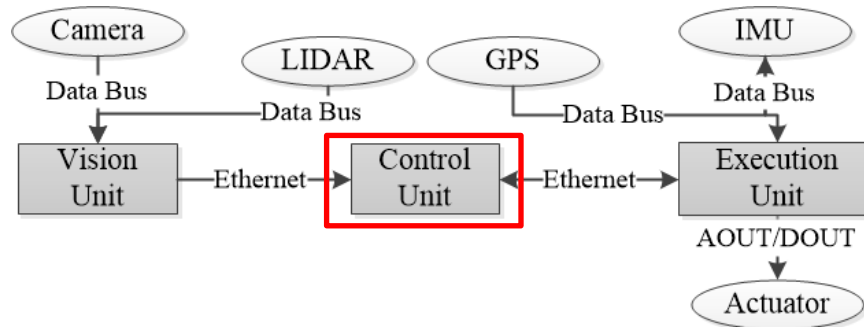 Camera
LIDAR
GPS
IMU
Data Bus
Data Bus
Data Bus
Data Bus
Vision
Unit
Ethernet
Control
Unit
Ethernet
Execution
Unit
AOUT/DOUT
Actuator